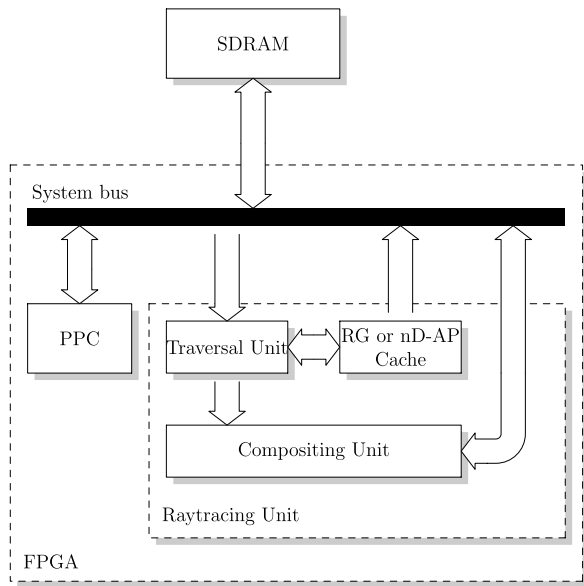 SDRAM
System bus
PPC
Traversal Unit
RG or nD-AP
Cache
Compositing Unit
Raytracing Unit
FPGA